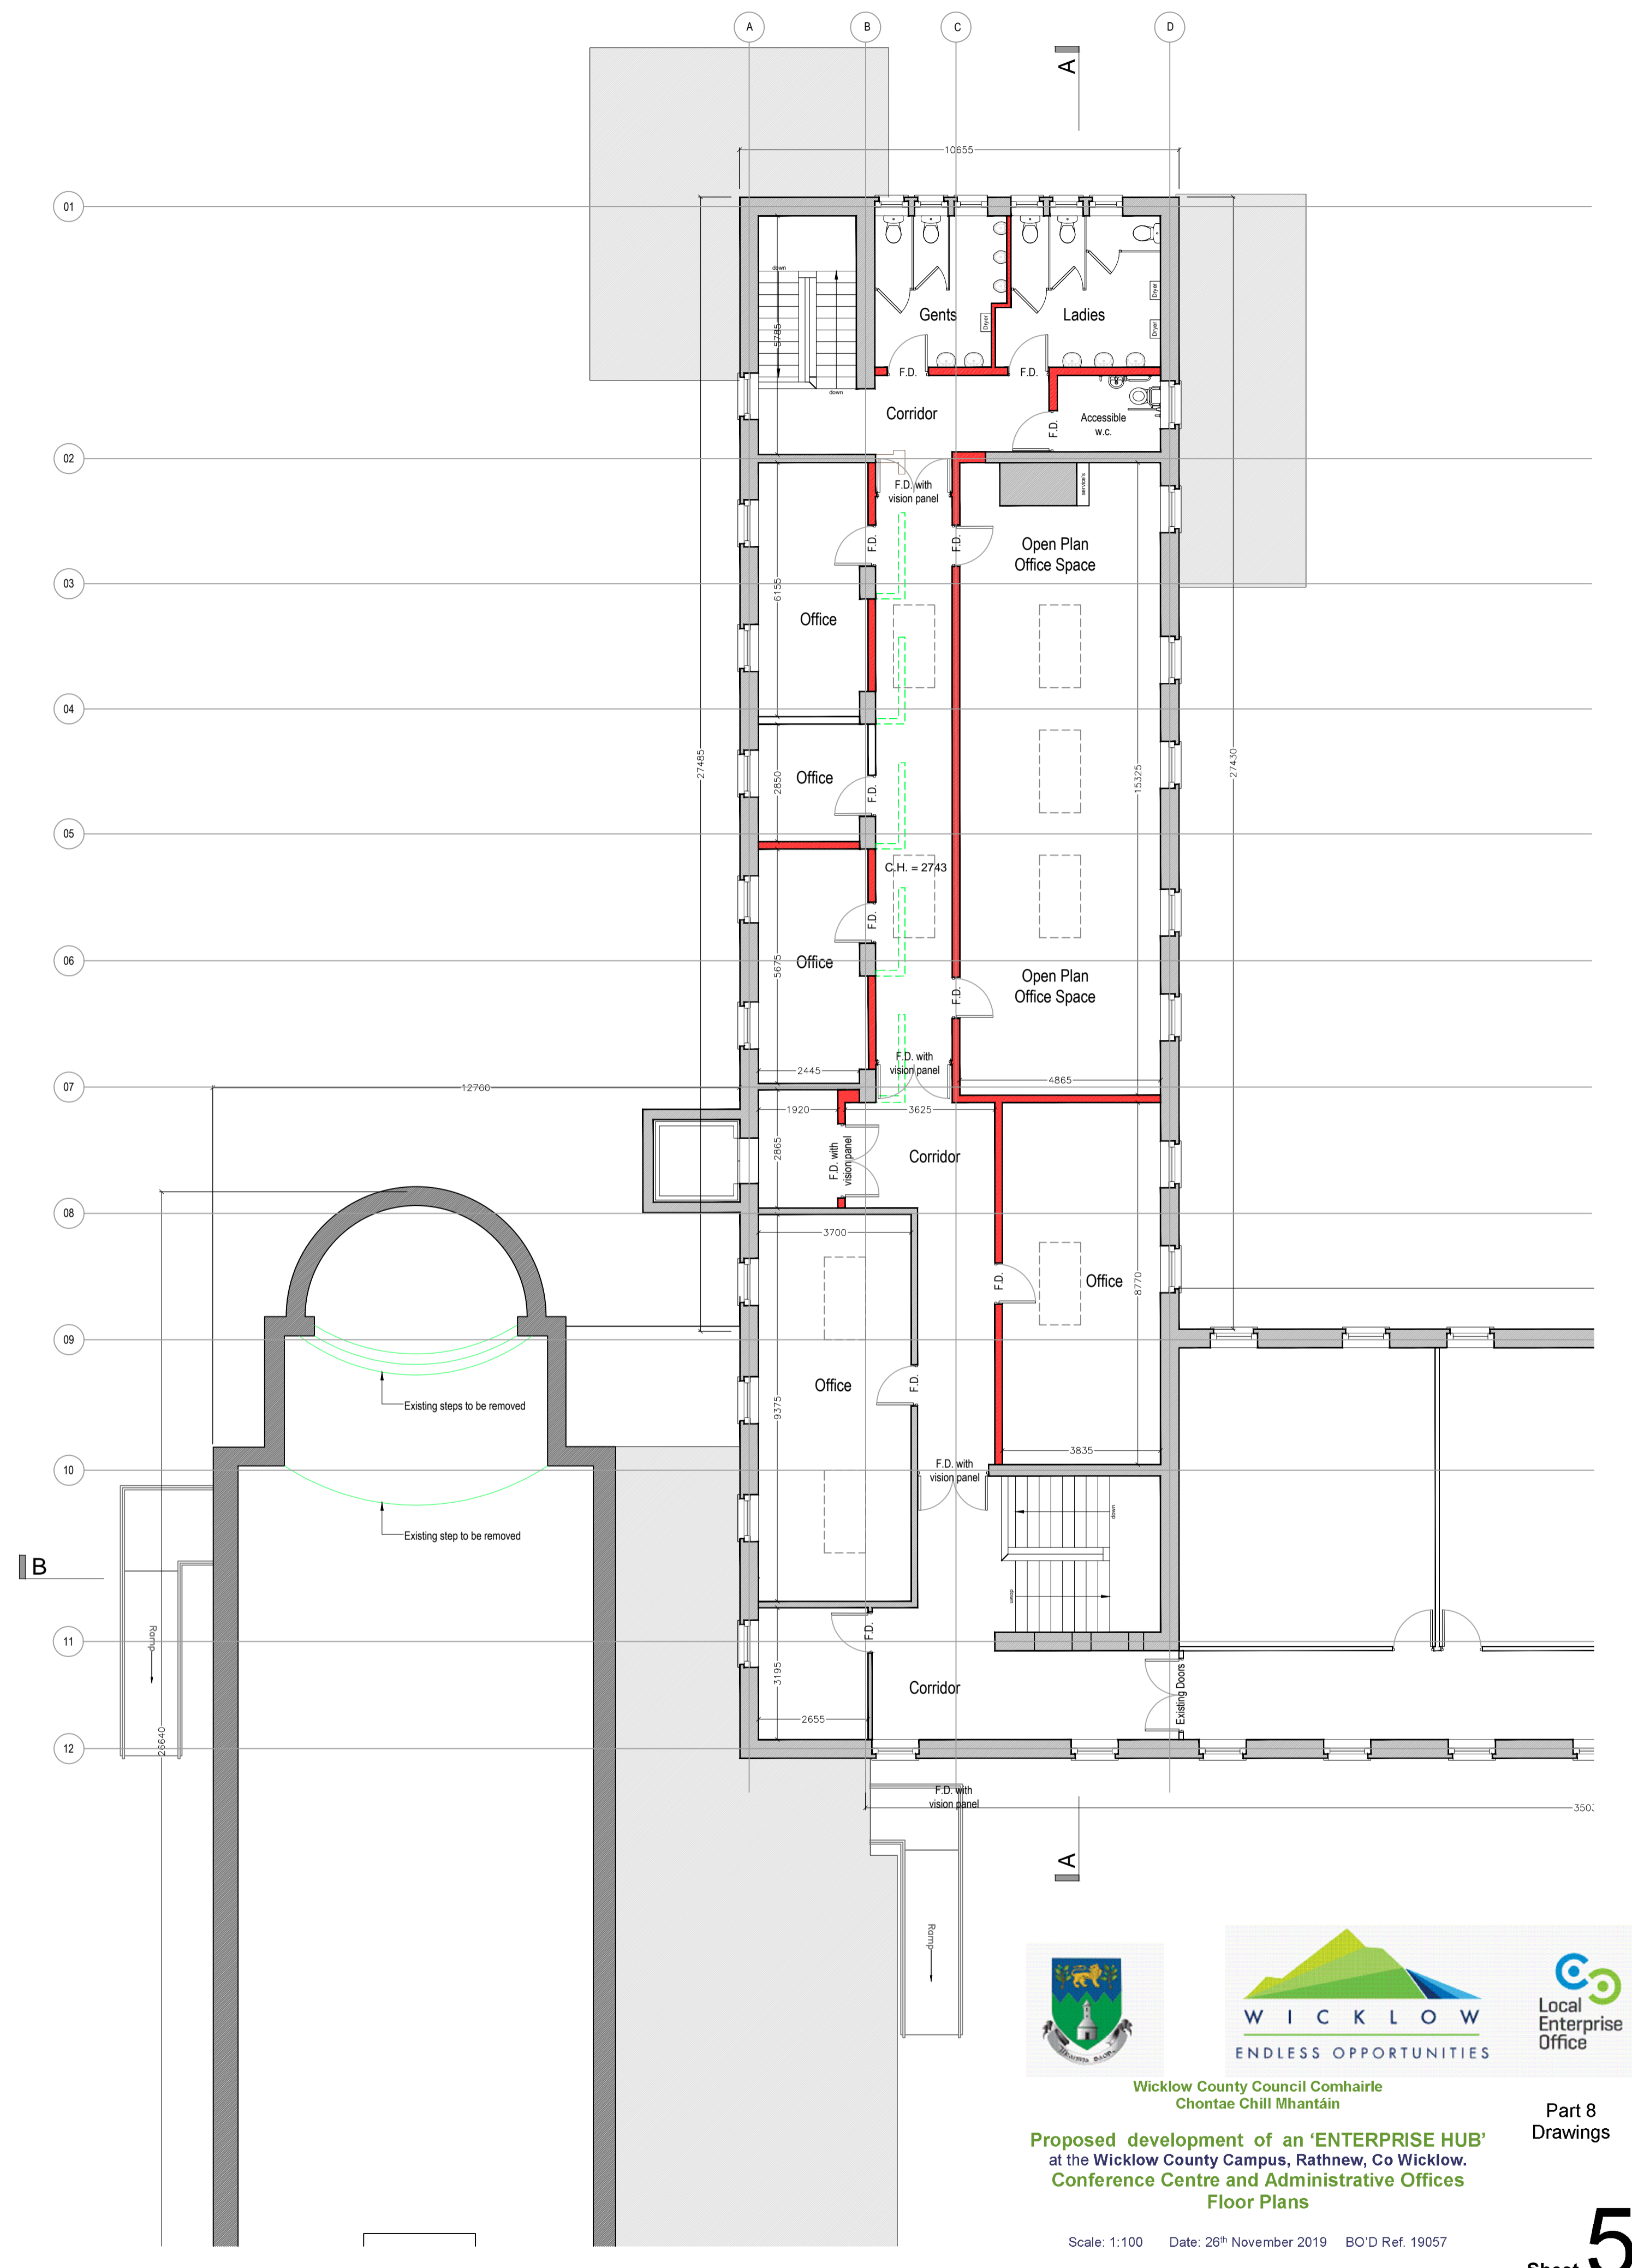 A
B
C
D
A
10655
01
down
5785
down
Gents
Dryer
Ladies
Dryer
Dryer
F.D.
F.D.
Corridor
F.D.
Accessible
w.c.
02
F.D. with
vision panel
service's
F.D.
F.D.
Open Plan
Office Space
03
6155
Office
04
27485
2850
Office
F.D.
15325
27430
05
C.H. = 2743
F.D.
06
5675
Office
F.D.
Open Plan
Office Space
F.D. with
vision panel
2445
4865
07
12760
1920
3625
2865
F.D. with
vision panel
Corridor
08
3700
F.D.
Office
8770
09
Office
F.D.
9375
Existing steps to be removed
3835
10
F.D. with
vision panel
down
Existing step to be removed
B
down
11
Ramp
F.D.
3195
Corridor
Existing Doors
2655
12
26640
F.D. with
vision panel
A
Ramp
WICKLOW
ENDLESS OPPORTUNITIES
Local
Enterprise
Office
Wicklow County Council Comhairle
Chontae Chill Mhantáin
Part 8
Drawings
Proposed development of an ‘ENTERPRISE HUB’
at the Wicklow County Campus, Rathnew, Co Wicklow.
Conference Centre and Administrative Offices
Floor Plans
Scale: 1:100 Date: 26th November 2019 BO'D Ref. 19057
Sheet 5